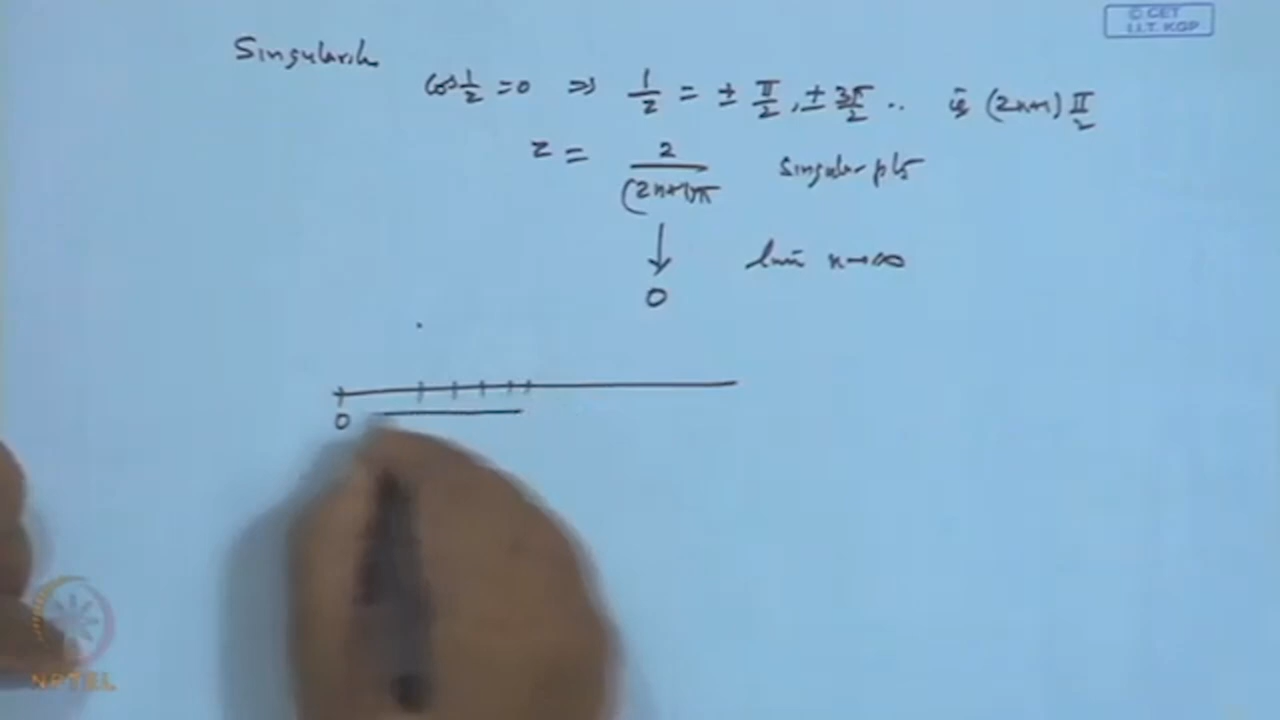 © CET
I.I.T. KGP
cos 1/z = 0 ⇒ 1/z = ± π/2, ± 3π/2 .. is (2n+1) π/2
z = 2/(2n+1)π Singular pts
↓ lim n→∞
0
0
NPTEL